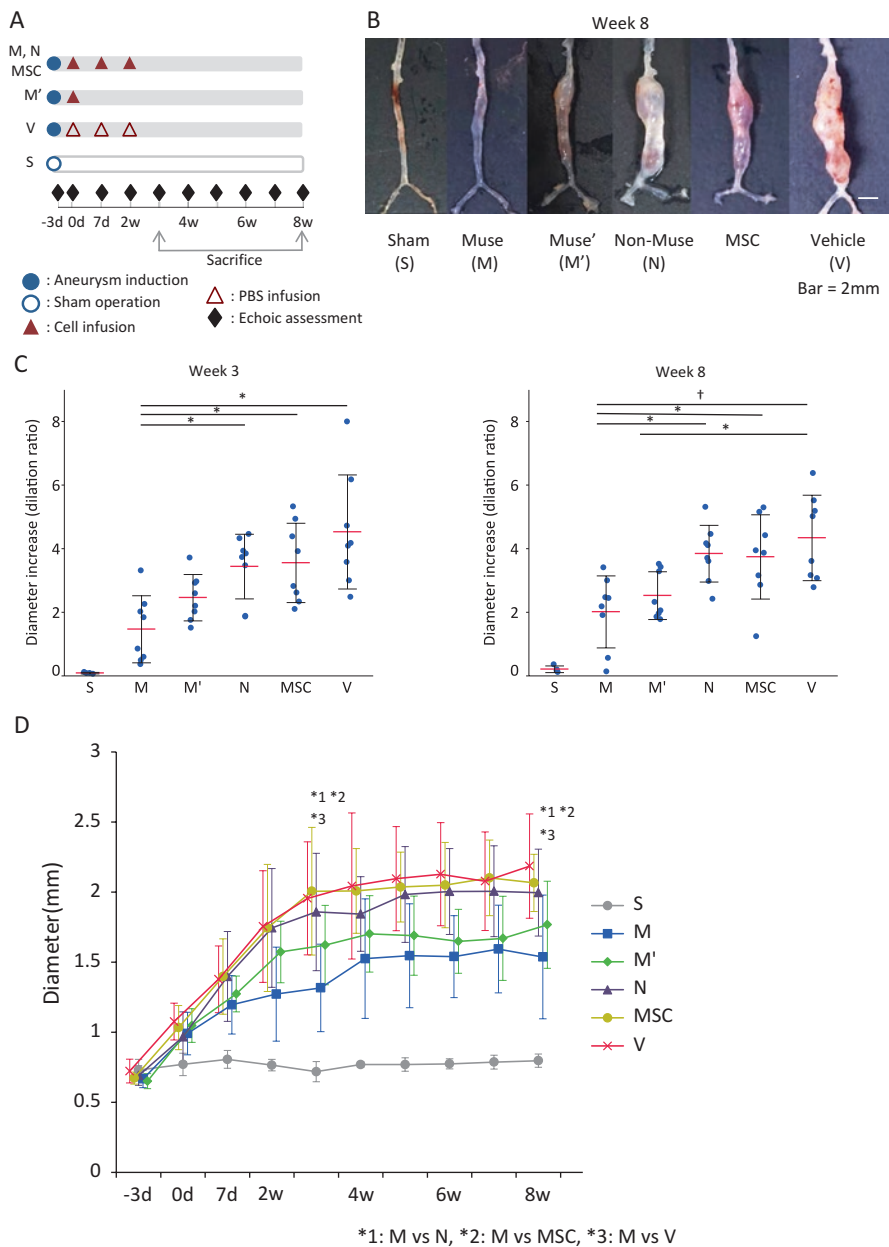 A
M, N
MSC
M'
V
S
-3d 0d 7d 2w 4w 6w 8w
Sacrifice
: Aneurysm induction
: Sham operation
: Cell infusion
: PBS infusion
: Echoic assessment
B
Week 8
Sham
(S)
Muse
(M)
Muse'
(M')
Non-Muse
(N)
MSC
Vehicle
(V)
Bar = 2mm
C
Week 3
Diameter increase (dilation ratio)
8
6
4
2
0
*
*
*
S M M' N MSC V
Week 8
Diameter increase (dilation ratio)
8
6
4
2
0
†
*
*
*
S M M' N MSC V
D
Diameter(mm)
3
2.5
2
1.5
1
0.5
0
*1 *2
*3
*1 *2
*3
-3d 0d 7d 2w 4w 6w 8w
S
M
M'
N
MSC
V
*1: M vs N, *2: M vs MSC, *3: M vs V